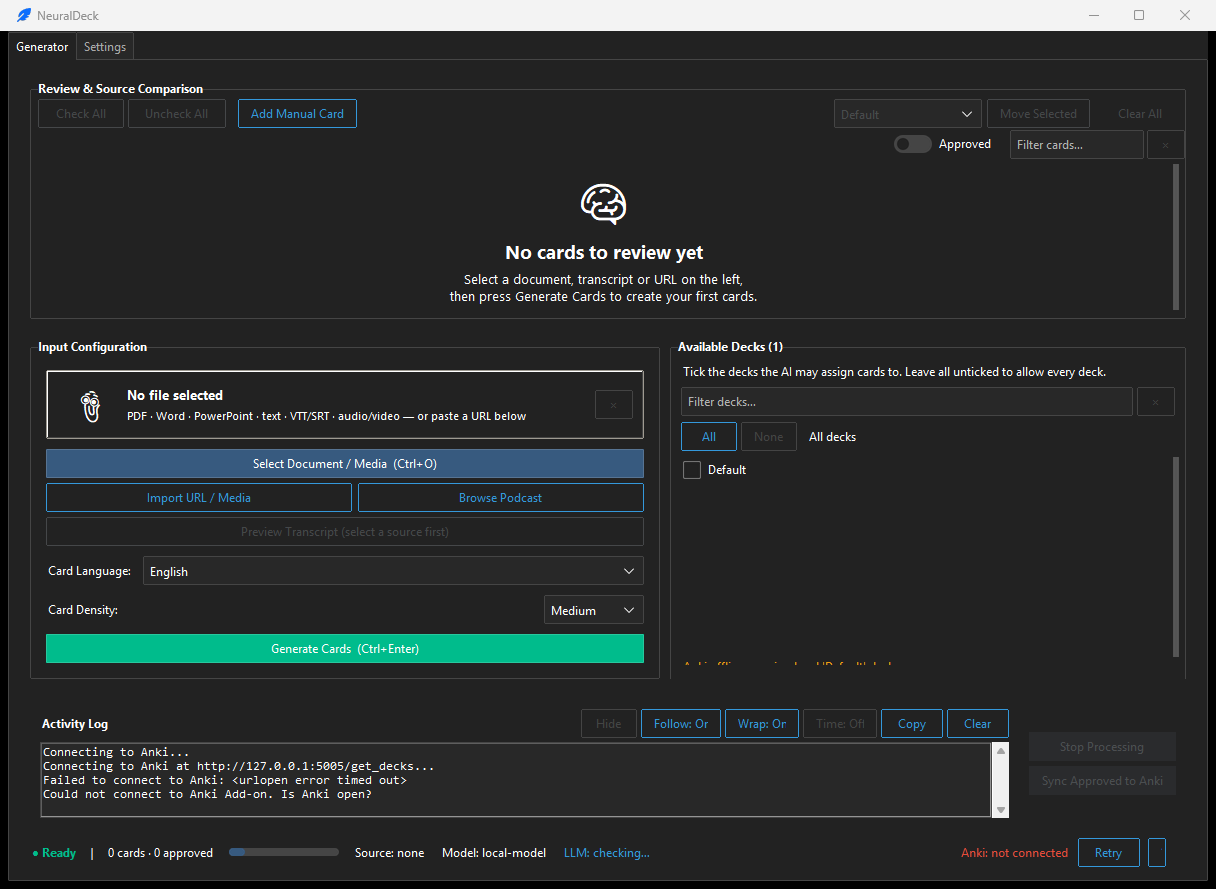 NeuralDeck
Generator Settings
Review & Source Comparison
Check All Uncheck All Add Manual Card Default Move Selected Clear All
Approved Filter cards... ×
No cards to review yet
Select a document, transcript or URL on the left,
then press Generate Cards to create your first cards.
Input Configuration
No file selected
PDF · Word · PowerPoint · text · VTT/SRT · audio/video — or paste a URL below
×
Select Document / Media (Ctrl+O)
Import URL / Media Browse Podcast
Preview Transcript (select a source first)
Card Language: English
Card Density: Medium
Generate Cards (Ctrl+Enter)
Available Decks (1)
Tick the decks the AI may assign cards to. Leave all unticked to allow every deck.
Filter decks... ×
All None All decks
Default
Activity Log
Hide Follow: Or Wrap: Or Time: Off Copy Clear
Connecting to Anki...
Connecting to Anki at http://127.0.0.1:5005/get_decks...
Failed to connect to Anki: <urlopen error timed out>
Could not connect to Anki Add-on. Is Anki open?
Stop Processing
Sync Approved to Anki
● Ready | 0 cards · 0 approved Source: none Model: local-model LLM: checking... Anki: not connected Retry